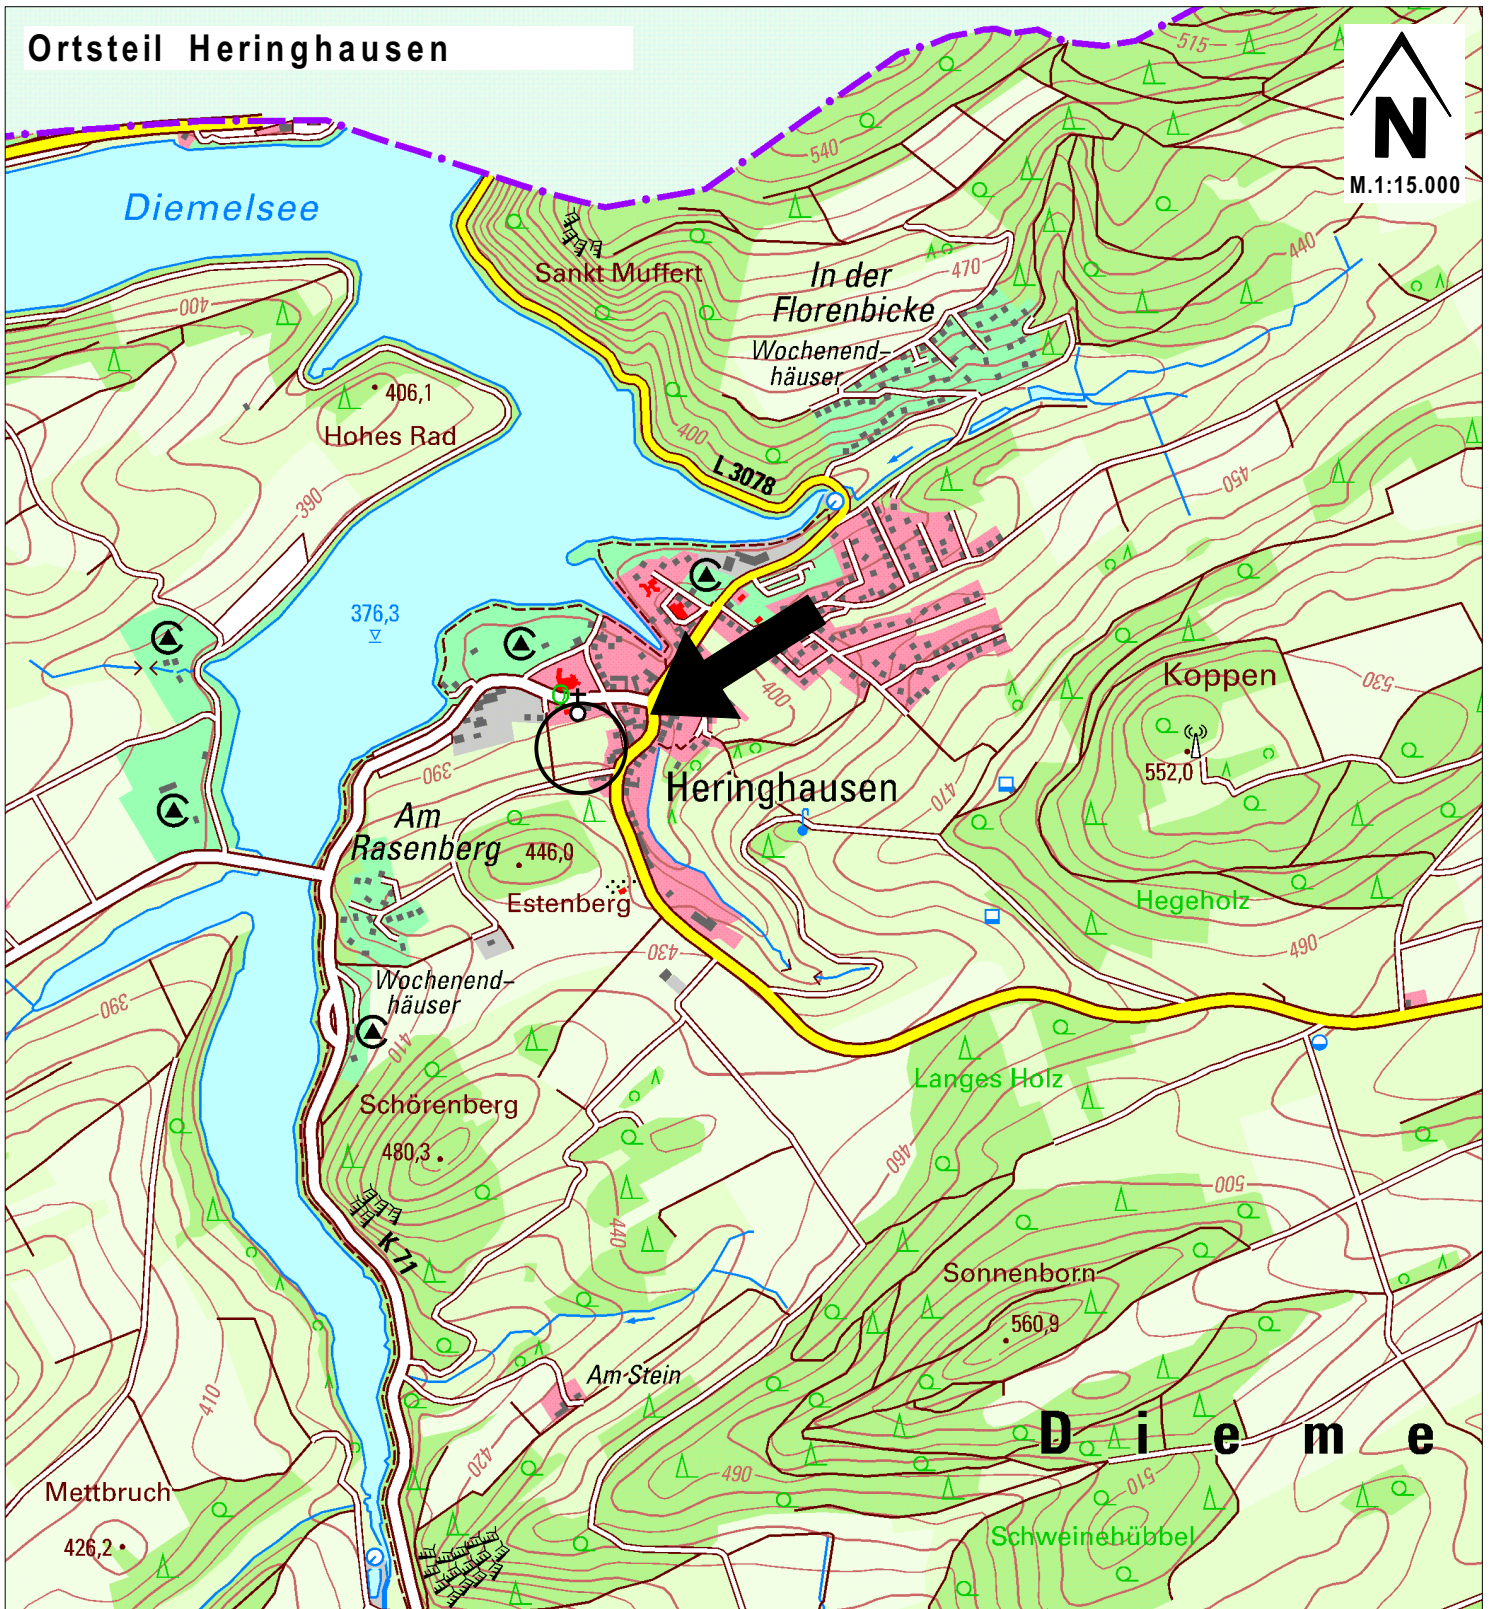 Ortsteil Heringhausen
N
M.1:15.000
515
540
Diemelsee
Sankt Muffert
In der
Florenbicke
470
440
Wochenend-
häuser
400
406,1
Hohes Rad
400
L 3078
390
450
376,3
Koppen
530
400
552,0
390
Heringhausen
470
Am
Rasenberg
446,0
Estenberg
Hegeholz
490
430
Wochenend-
häuser
390
410
Langes Holz
Schörenberg
480,3
460
500
440
K 71
Sonnenborn
560,9
Am Stein
410
420
Dieme
490
510
Mettbruch
426,2
Schweinehübbel